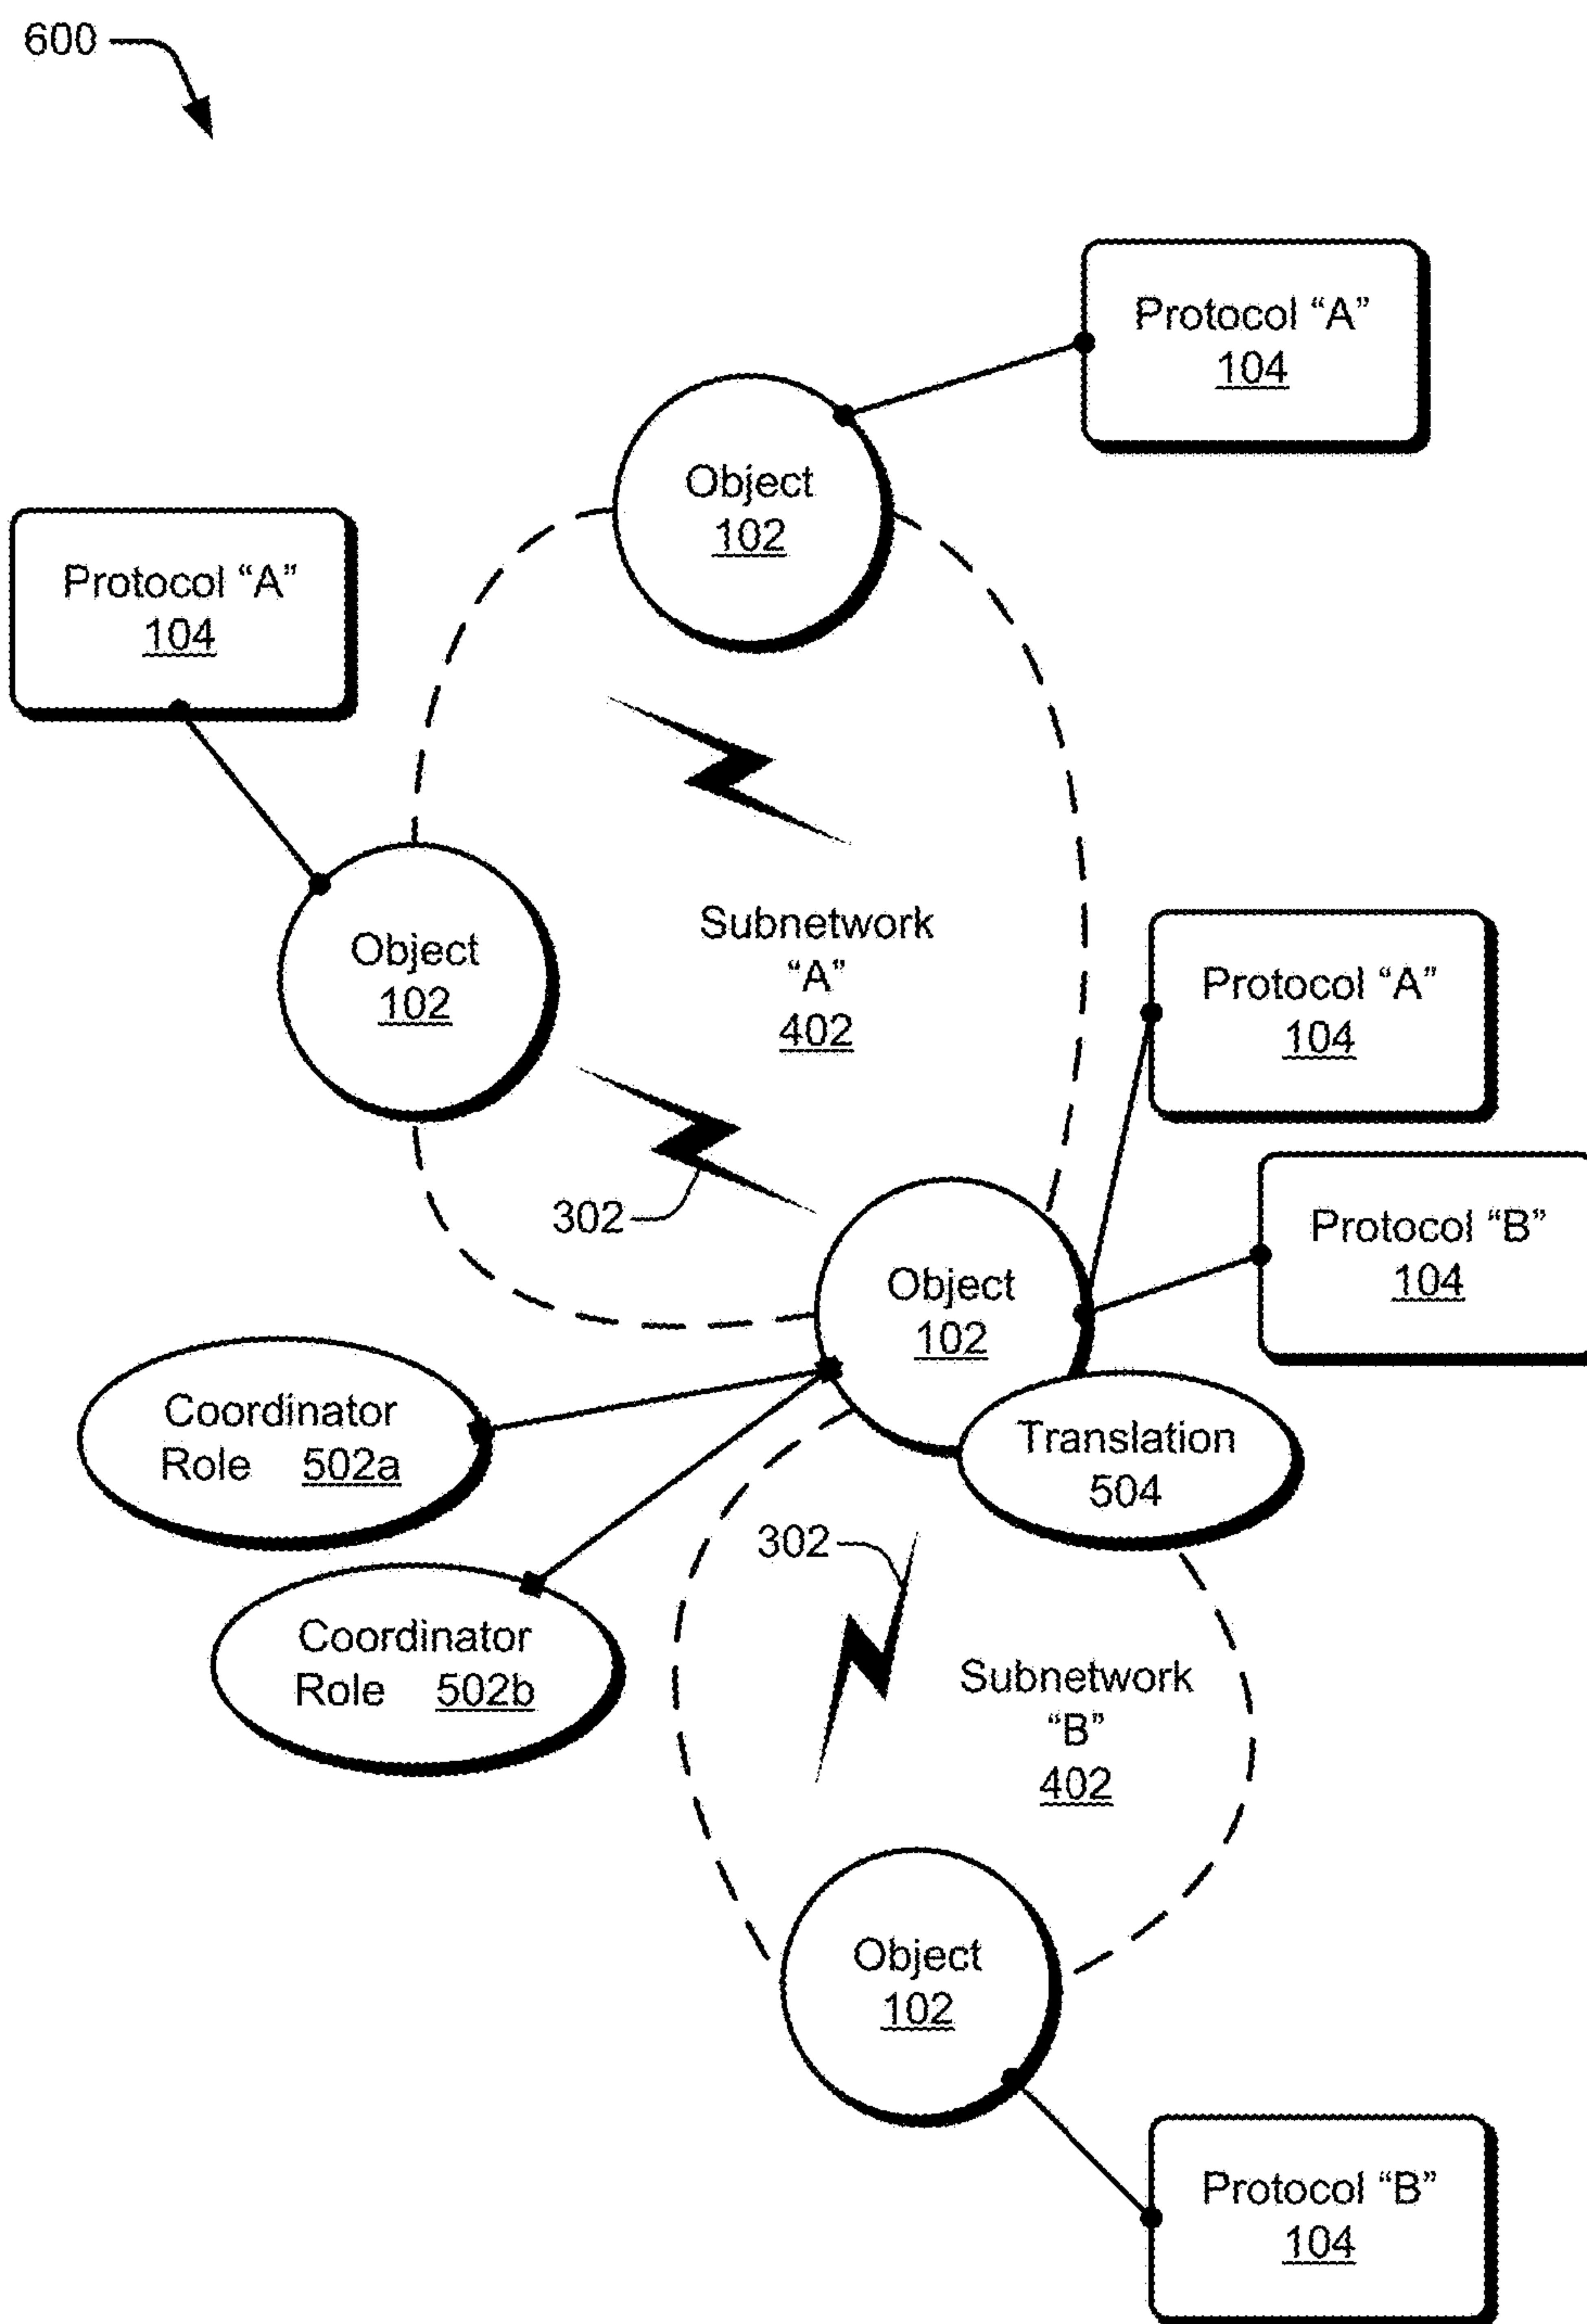 600
Protocol “A”
104
Object
102
Protocol “A”
104
Object
102
Subnetwork
“A”
402
Protocol “A”
104
302
Protocol “B”
104
Object
102
Coordinator
Role 502a
Translation
504
302
Coordinator
Role 502b
Subnetwork
“B”
402
Object
102
Protocol “B”
104